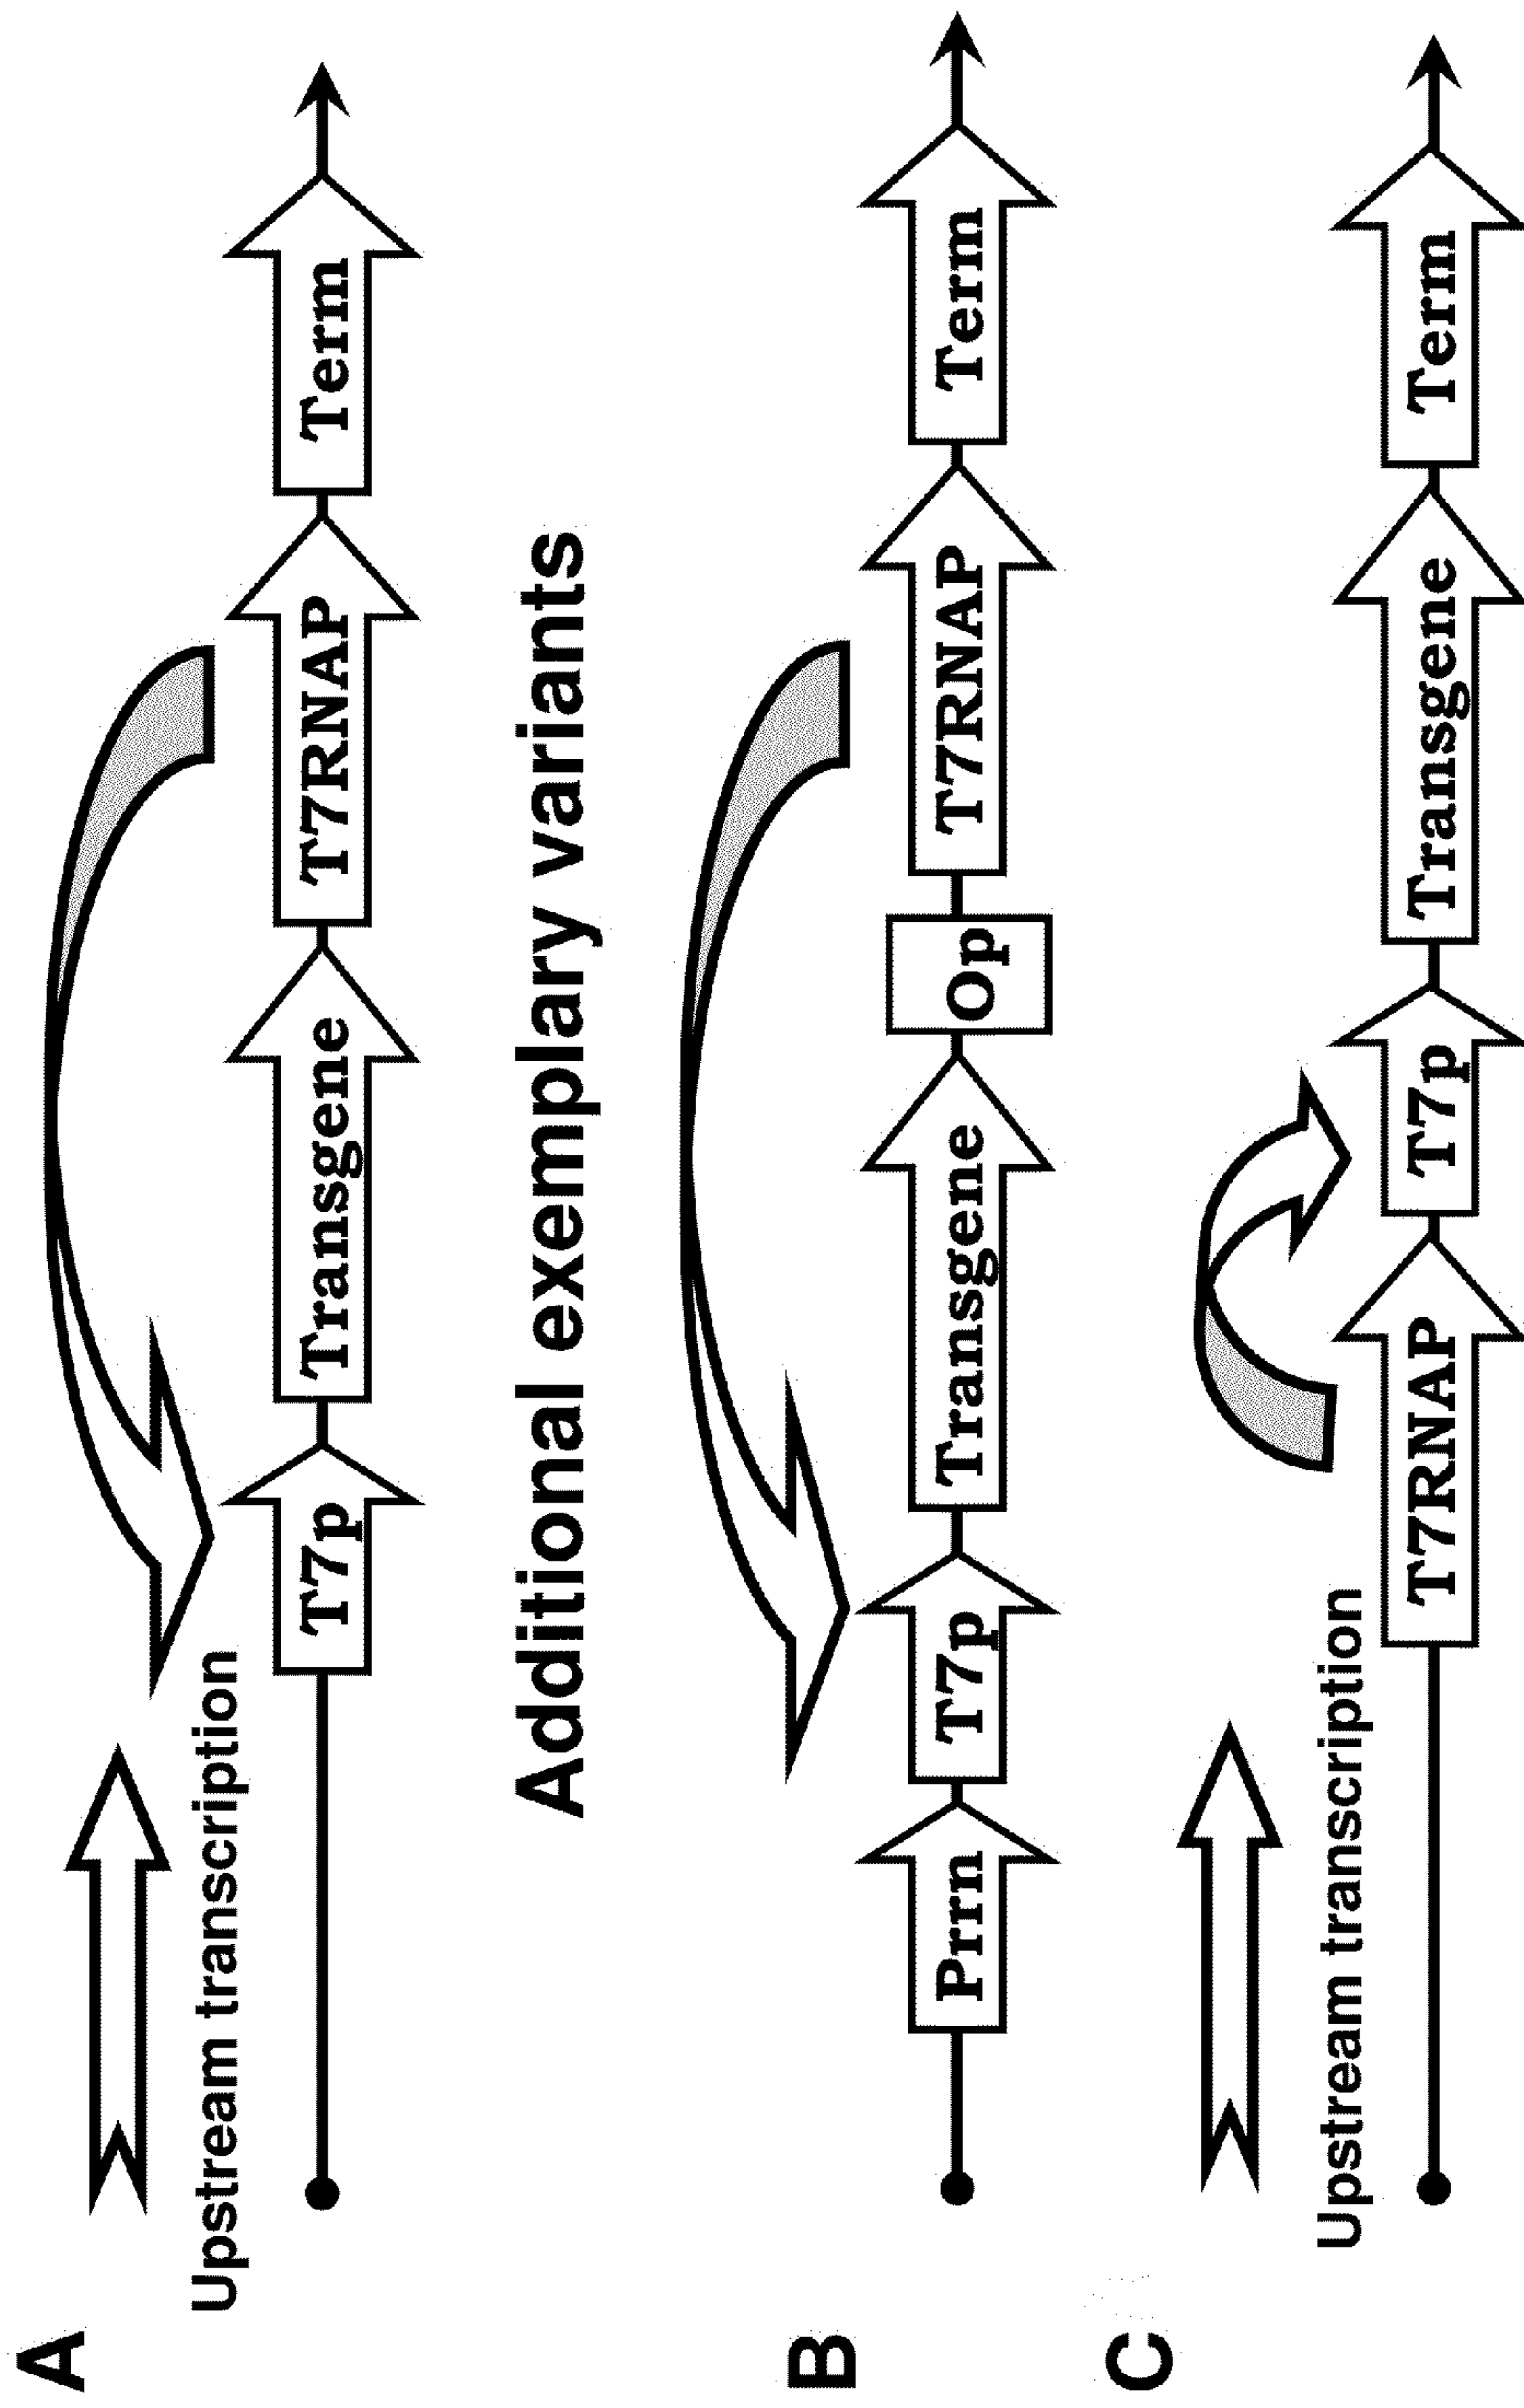 A
Upstream transcription
T7p
Transgene
T7RNAP
Term
Additional exemplary variants
B
Prrn
T7p
Transgene
Op
T7RNAP
Term
C
Upstream transcription
T7RNAP
T7p
Transgene
Term